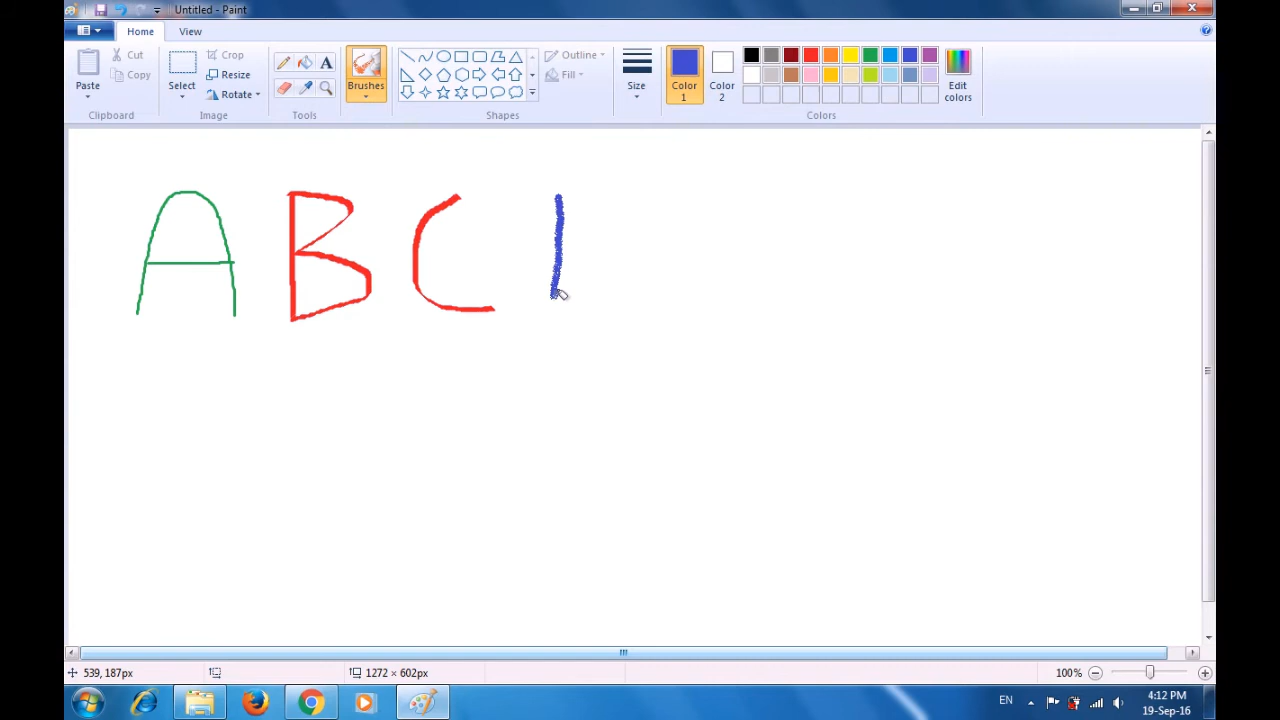 Untitled - Paint
Home View
Paste Cut Copy Select Crop Resize Rotate Brushes Outline Fill Size Color 1 Color 2 Edit colors
Clipboard Image Tools Shapes Colors
A B C
539, 187px 1272 × 602px 100%
EN 4:12 PM
19-Sep-16